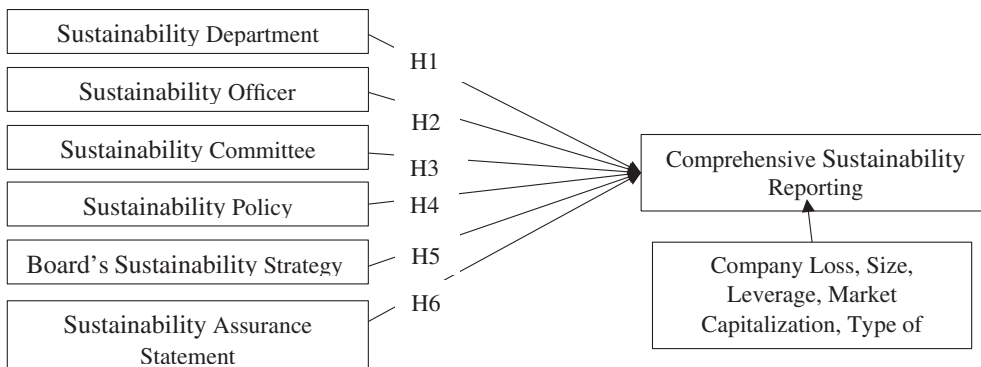 Sustainability Department
H1
Sustainability Officer
H2
Sustainability Committee
H3
Sustainability Policy
H4
Board's Sustainability Strategy
H5
Sustainability Assurance
Statement
H6
Comprehensive Sustainability
Reporting
Company Loss, Size,
Leverage, Market
Capitalization, Type of